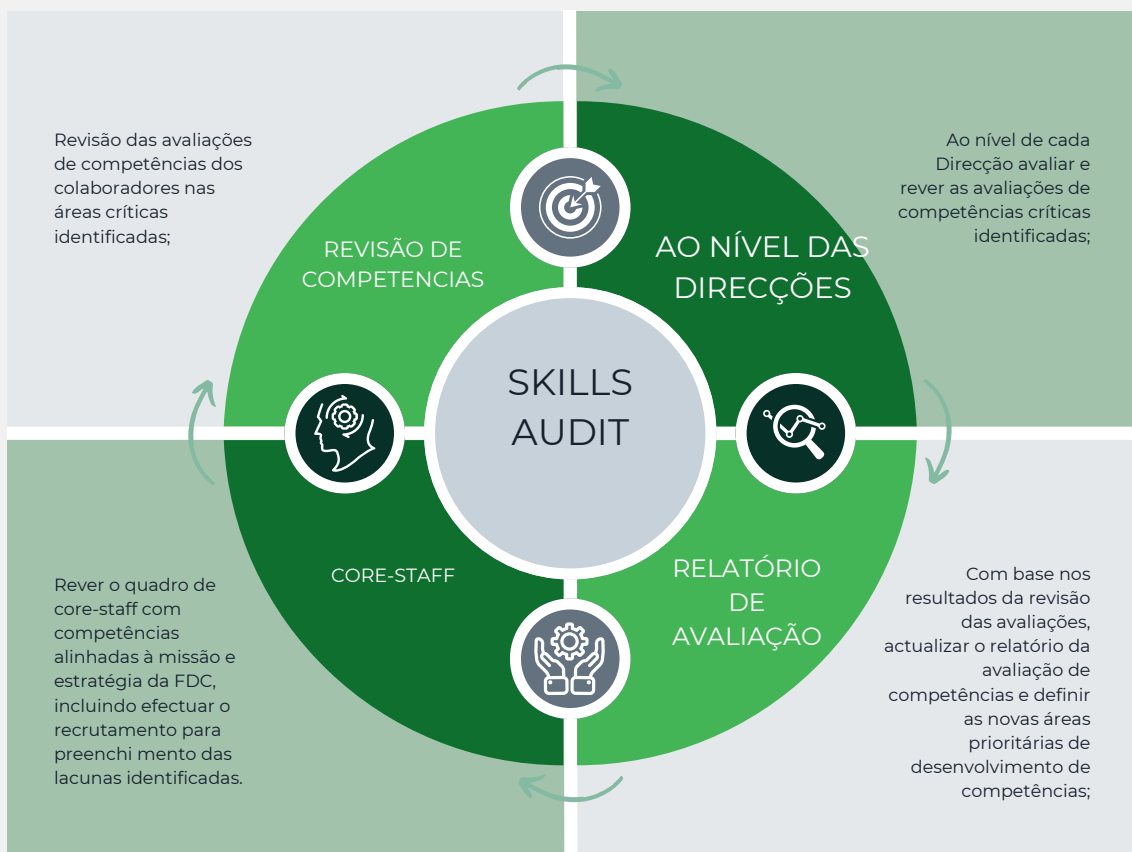 Revisão das avaliações
de competências dos
colaboradores nas
áreas críticas
identificadas;
REVISÃO DE
COMPETENCIAS
AO NÍVEL DAS
DIRECÇÕES
Ao nível de cada
Direcção avaliar e
rever as avaliações de
competências críticas
identificadas;
SKILLS
AUDIT
Rever o quadro de
core-staff com
competências
alinhadas à missão e
estratégia da FDC,
incluindo efectuar o
recrutamento para
preenchi mento das
lacunas identificadas.
CORE-STAFF
RELATÓRIO
DE
AVALIAÇÃO
Com base nos
resultados da revisão
das avaliações,
actualizar o relatório da
avaliação de
competências e definir
as novas áreas
prioritárias de
desenvolvimento de
competências;